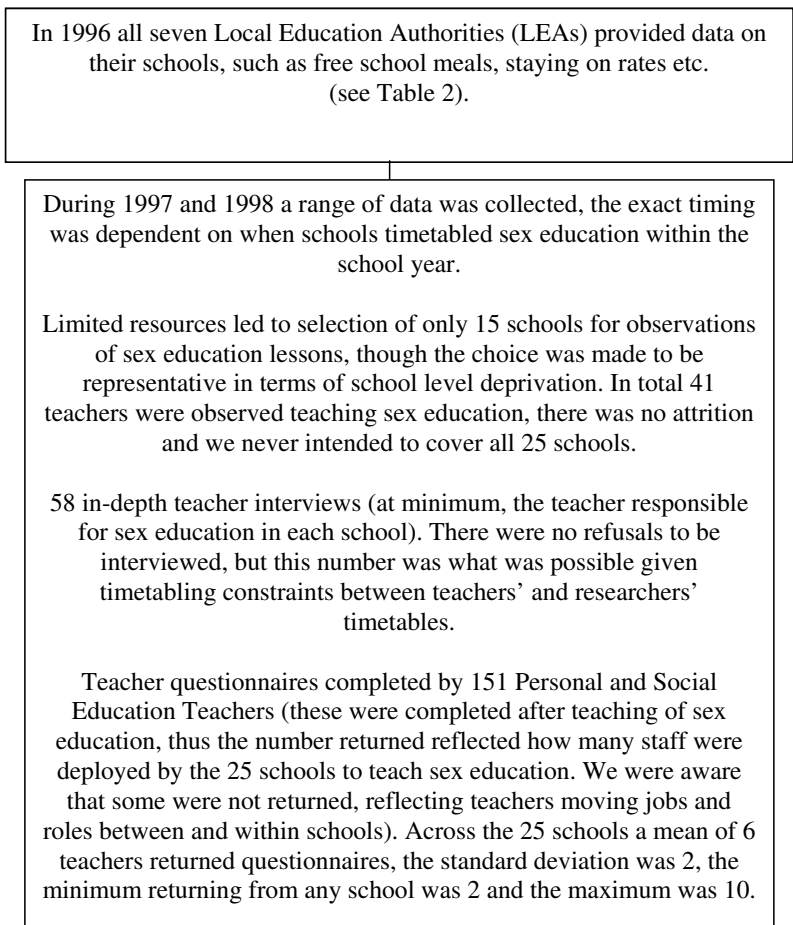 In 1996 all seven Local Education Authorities (LEAs) provided data on
their schools, such as free school meals, staying on rates etc.
(see Table 2).
During 1997 and 1998 a range of data was collected, the exact timing
was dependent on when schools timetabled sex education within the
school year.
Limited resources led to selection of only 15 schools for observations
of sex education lessons, though the choice was made to be
representative in terms of school level deprivation. In total 41
teachers were observed teaching sex education, there was no attrition
and we never intended to cover all 25 schools.
58 in-depth teacher interviews (at minimum, the teacher responsible
for sex education in each school). There were no refusals to be
interviewed, but this number was what was possible given
timetabling constraints between teachers’ and researchers’
timetables.
Teacher questionnaires completed by 151 Personal and Social
Education Teachers (these were completed after teaching of sex
education, thus the number returned reflected how many staff were
deployed by the 25 schools to teach sex education. We were aware
that some were not returned, reflecting teachers moving jobs and
roles between and within schools). Across the 25 schools a mean of 6
teachers returned questionnaires, the standard deviation was 2, the
minimum returning from any school was 2 and the maximum was 10.